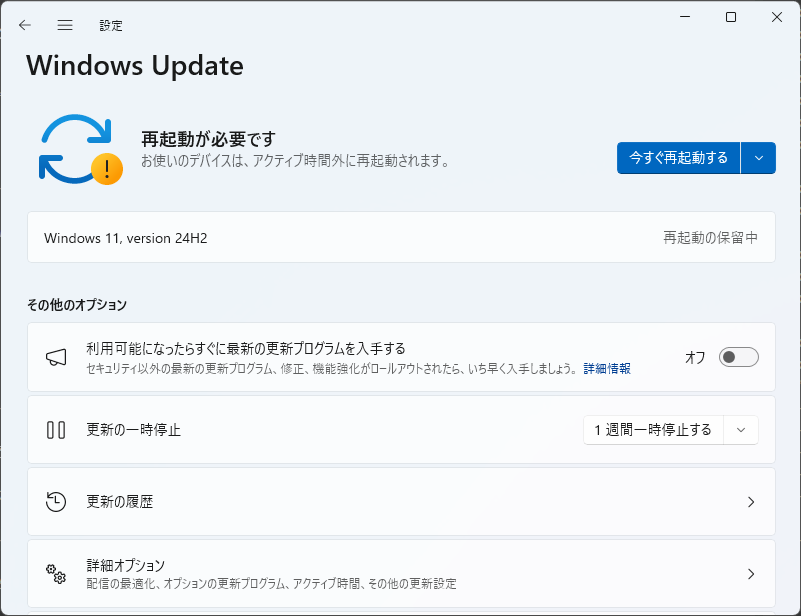 設定
Windows Update
再起動が必要です
お使いのデバイスは、アクティブ時間外に再起動されます。
今すぐ再起動する
Windows 11, version 24H2
再起動の保留中
その他のオプション
利用可能になったらすぐに最新の更新プログラムを入手する
セキュリティ以外の最新の更新プログラム、修正、機能強化がロールアウトされたら、いち早く入手しましょう。 詳細情報
オフ
更新の一時停止
1 週間一時停止する
更新の履歴
詳細オプション
配信の最適化、オプションの更新プログラム、アクティブ時間、その他の更新設定